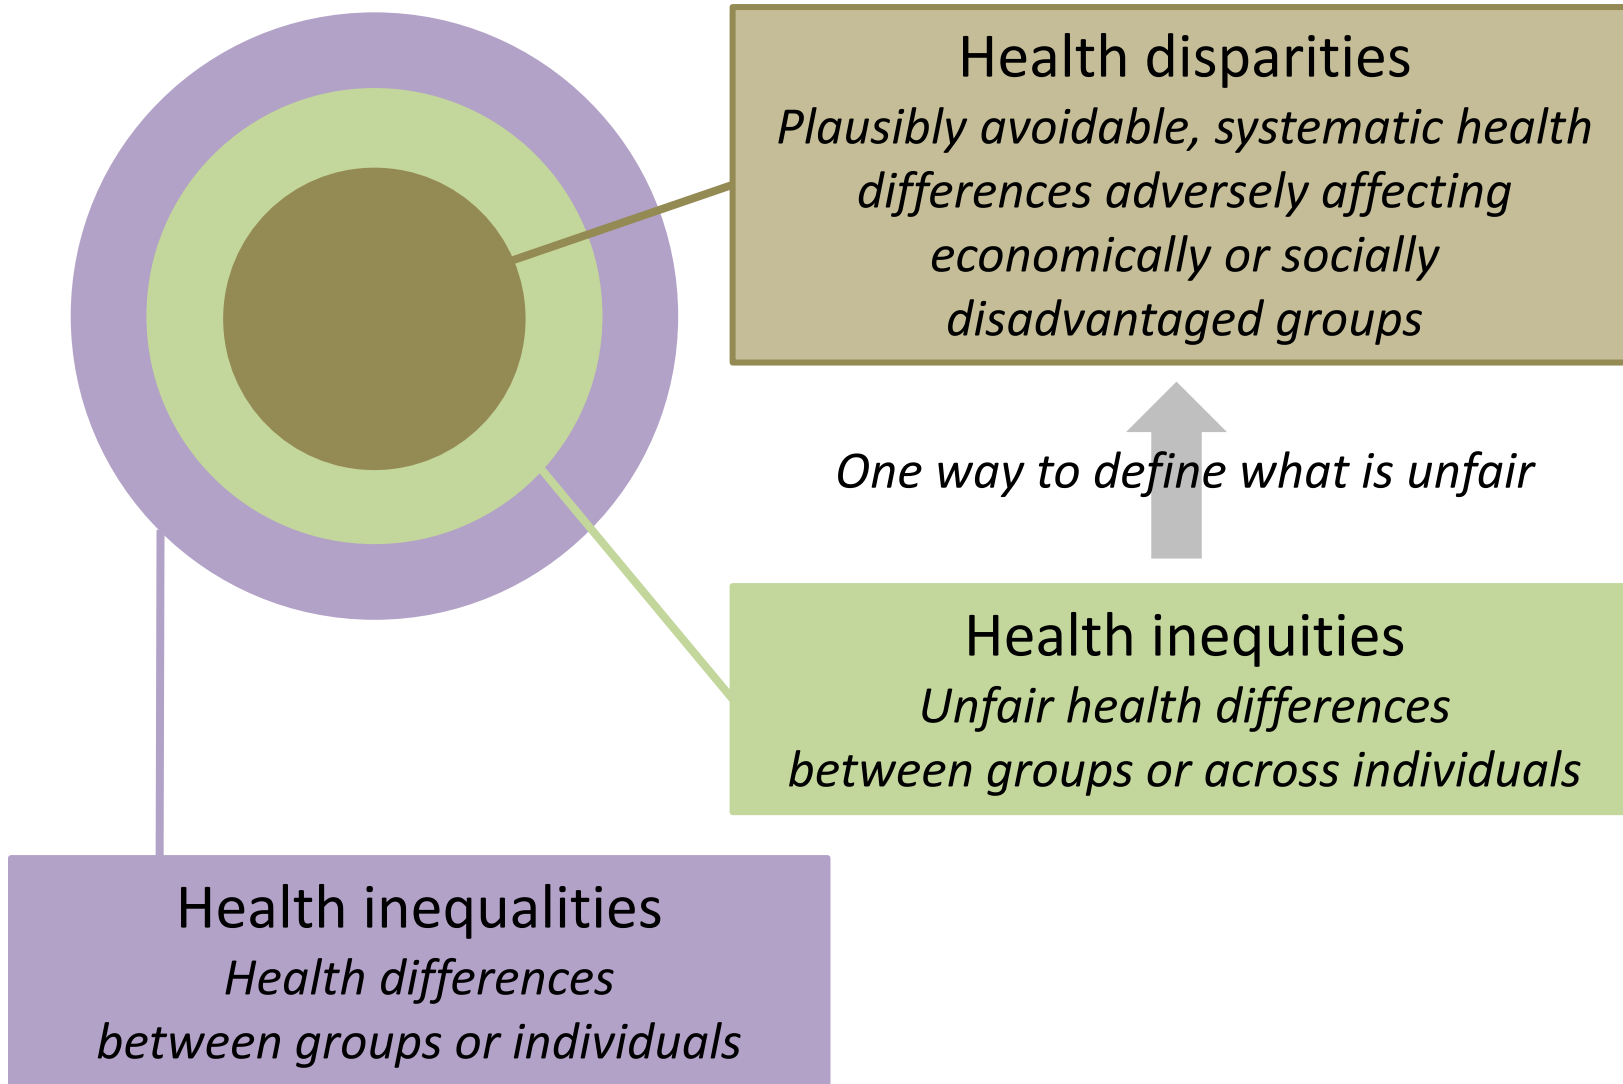 Health disparities
Plausibly avoidable, systematic health
differences adversely affecting
economically or socially
disadvantaged groups
One way to define what is unfair
Health inequities
Unfair health differences
between groups or across individuals
Health inequalities
Health differences
between groups or individuals